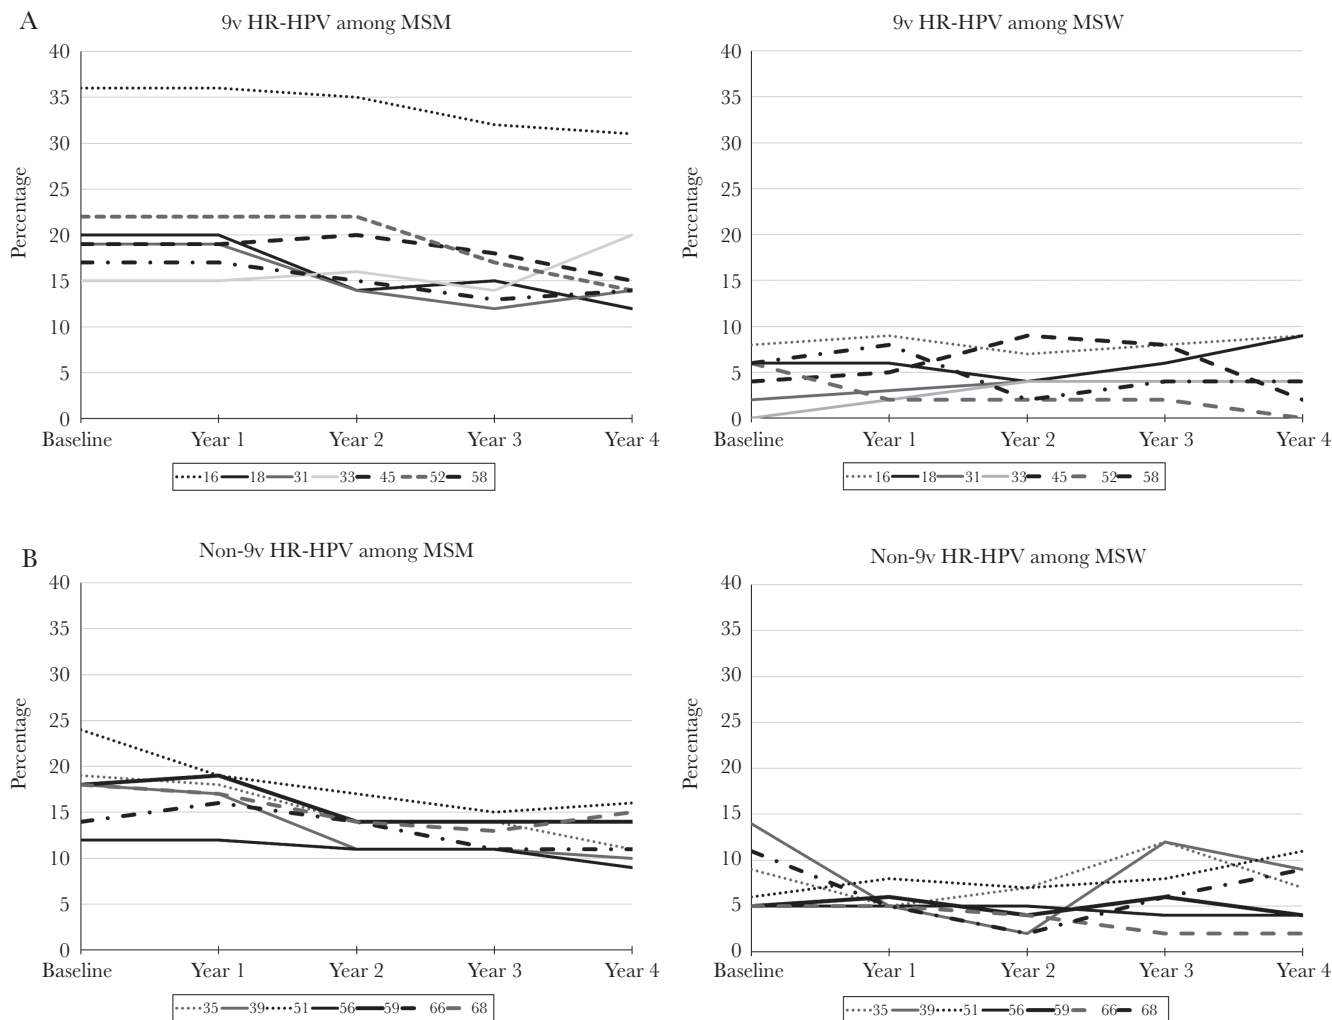 A
9v HR-HPV among MSM
Percentage
40
35
30
25
20
15
10
5
0
Baseline Year 1 Year 2 Year 3 Year 4
16 18 31 33 45 52 58
9v HR-HPV among MSW
Percentage
40
35
30
25
20
15
10
5
0
Baseline Year 1 Year 2 Year 3 Year 4
16 18 31 33 45 52 58
B
Non-9v HR-HPV among MSM
Percentage
40
35
30
25
20
15
10
5
0
Baseline Year 1 Year 2 Year 3 Year 4
35 39 51 56 59 66 68
Non-9v HR-HPV among MSW
Percentage
40
35
30
25
20
15
10
5
0
Baseline Year 1 Year 2 Year 3 Year 4
35 39 51 56 59 66 68